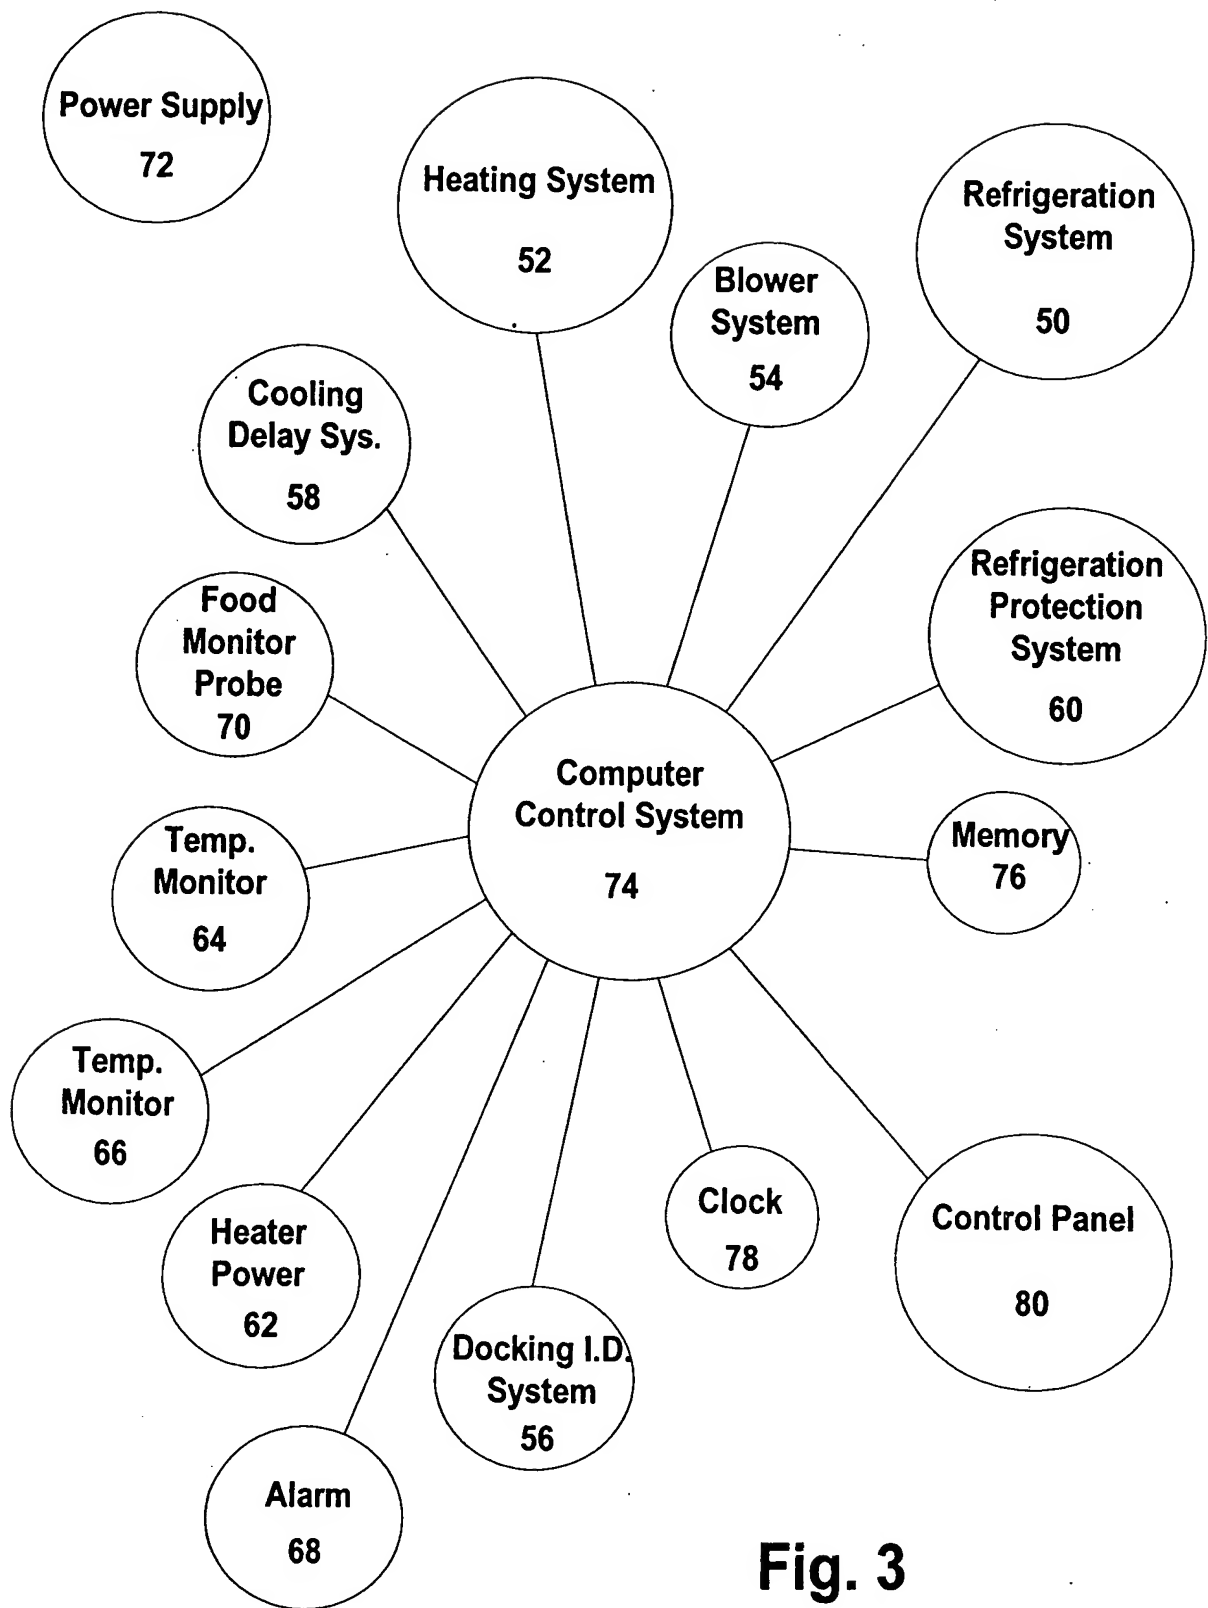 Power Supply
72
Heating System
52
Refrigeration
System
50
Blower
System
54
Cooling
Delay Sys.
58
Refrigeration
Protection
System
60
Food
Monitor
Probe
70
Computer
Control System
74
Temp.
Monitor
64
Memory
76
Temp.
Monitor
66
Heater
Power
62
Clock
78
Control Panel
80
Docking I.D.
System
56
Alarm
68
Fig. 3